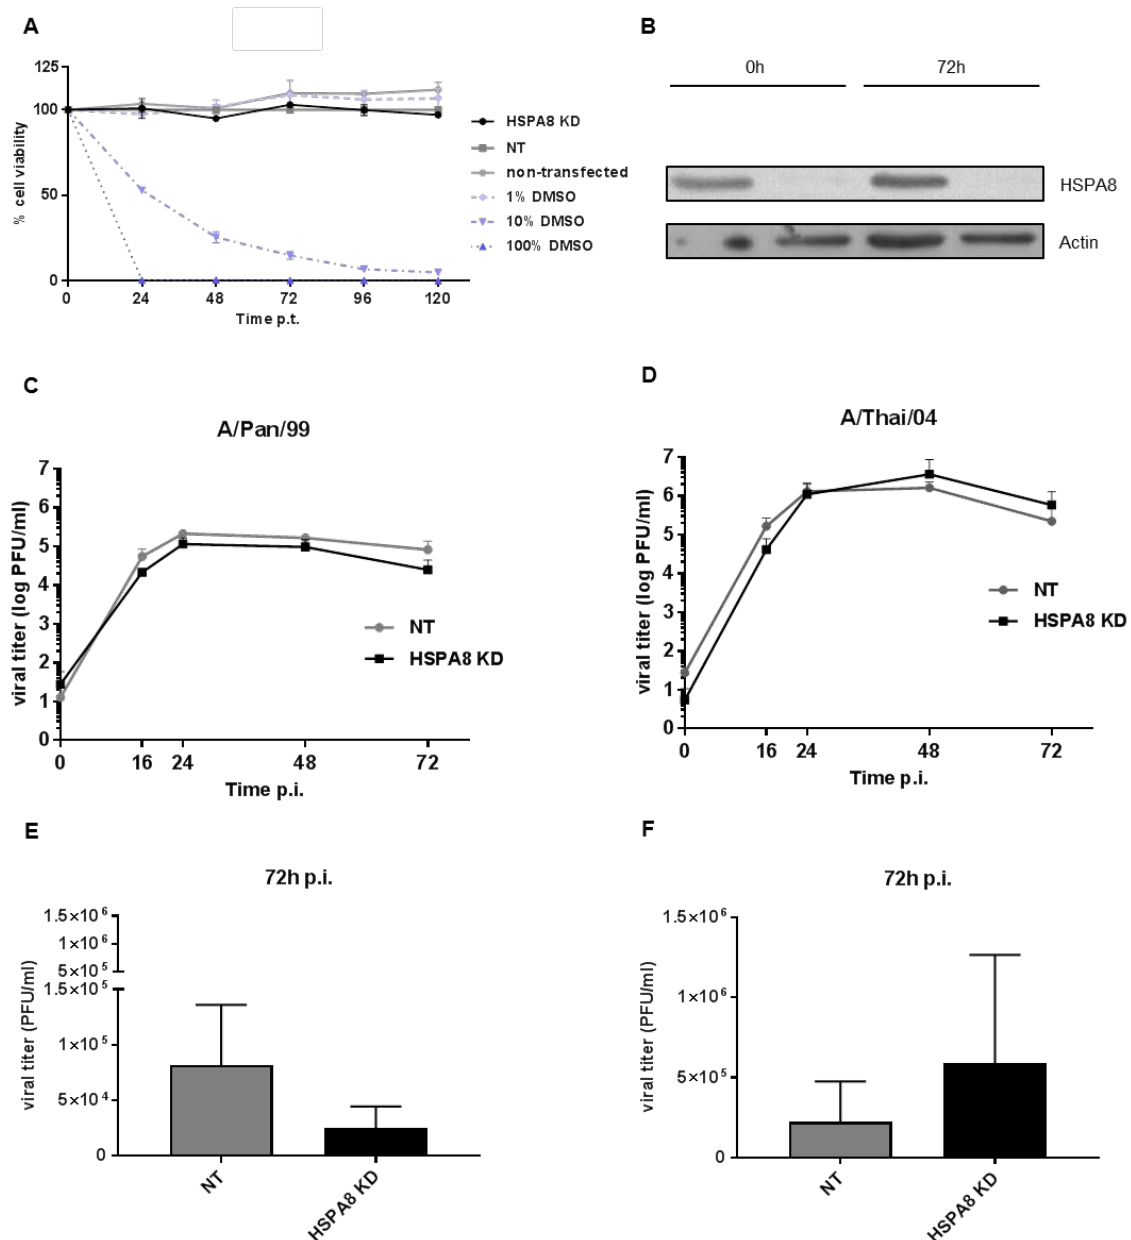 A
125
100
50
0
% cell viability
0 24 48 72 96 120
Time p.t.
HSPA8 KD
NT
non-transfected
1% DMSO
10% DMSO
100% DMSO
B
0h 72h
HSPA8
Actin
C
A/Pan/99
7
6
5
4
3
2
1
0
viral titer (log PFU/ml)
0 16 24 48 72
Time p.i.
NT
HSPA8 KD
D
A/Thai/04
7
6
5
4
3
2
1
0
viral titer (log PFU/ml)
0 16 24 48 72
Time p.i.
NT
HSPA8 KD
E
72h p.i.
1.5×10⁶
1×10⁶
5×10⁵
1.5×10⁵
1×10⁵
5×10⁴
0
viral titer (PFU/ml)
NT
HSPA8 KD
F
72h p.i.
1.5×10⁶
1×10⁶
5×10⁵
0
viral titer (PFU/ml)
NT
HSPA8 KD